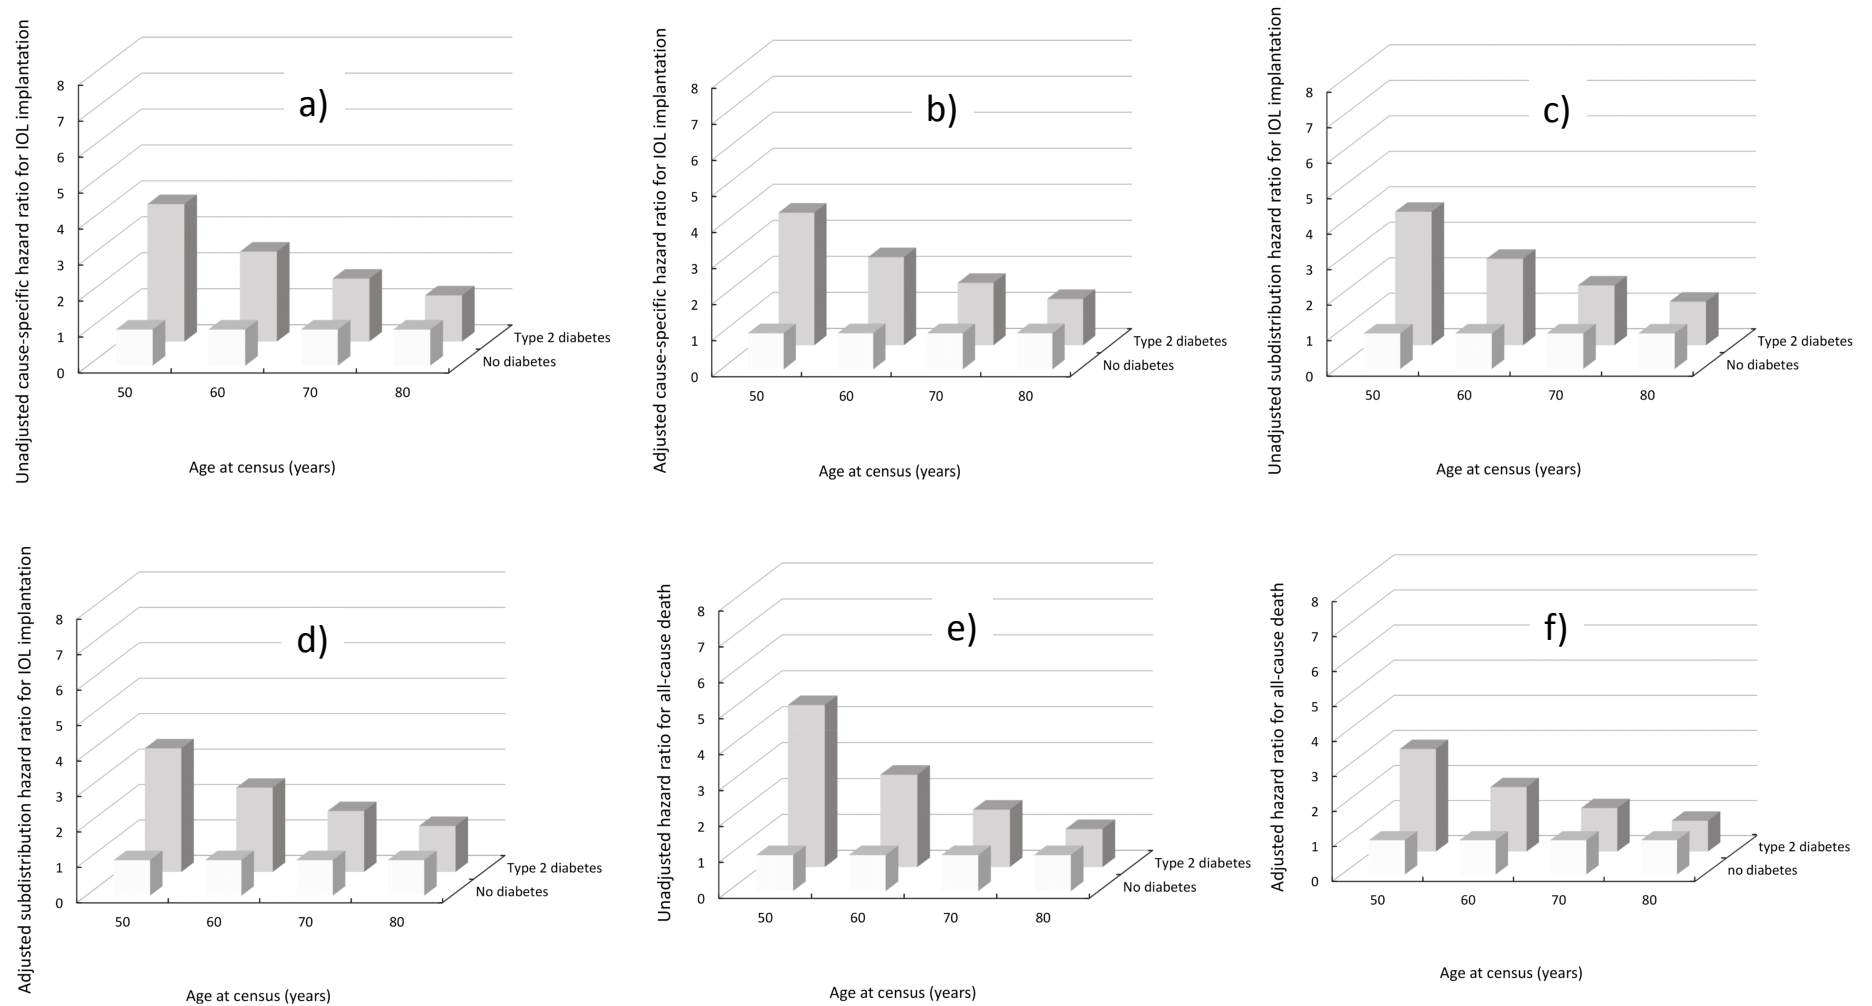 Unadjusted cause-specific hazard ratio for IOL implantation
a)
8
7
6
5
4
3
2
1
0
50 60 70 80
Type 2 diabetes
No diabetes
Age at census (years)
Adjusted cause-specific hazard ratio for IOL implantation
b)
8
7
6
5
4
3
2
1
0
50 60 70 80
Type 2 diabetes
No diabetes
Age at census (years)
Unadjusted subdistribution hazard ratio for IOL implantation
c)
8
7
6
5
4
3
2
1
0
50 60 70 80
Type 2 diabetes
No diabetes
Age at census (years)
Adjusted subdistribution hazard ratio for IOL implantation
d)
8
7
6
5
4
3
2
1
0
50 60 70 80
Type 2 diabetes
No diabetes
Age at census (years)
Unadjusted hazard ratio for all-cause death
e)
8
7
6
5
4
3
2
1
0
50 60 70 80
Type 2 diabetes
No diabetes
Age at census (years)
Adjusted hazard ratio for all-cause death
f)
8
7
6
5
4
3
2
1
0
50 60 70 80
type 2 diabetes
no diabetes
Age at census (years)